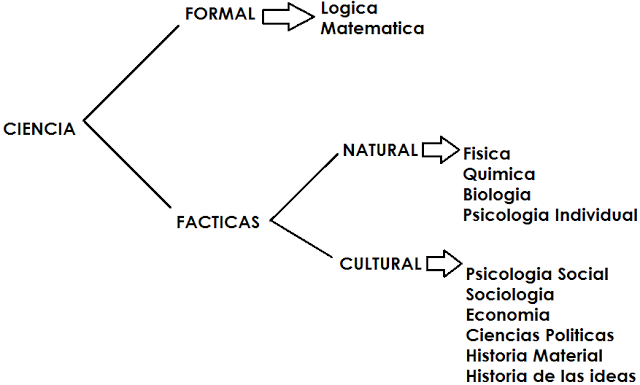 FORMAL
Logica
Matematica
CIENCIA
NATURAL
Fisica
Quimica
Biologia
Psicologia Individual
FACTICAS
CULTURAL
Psicologia Social
Sociologia
Economia
Ciencias Politicas
Historia Material
Historia de las ideas